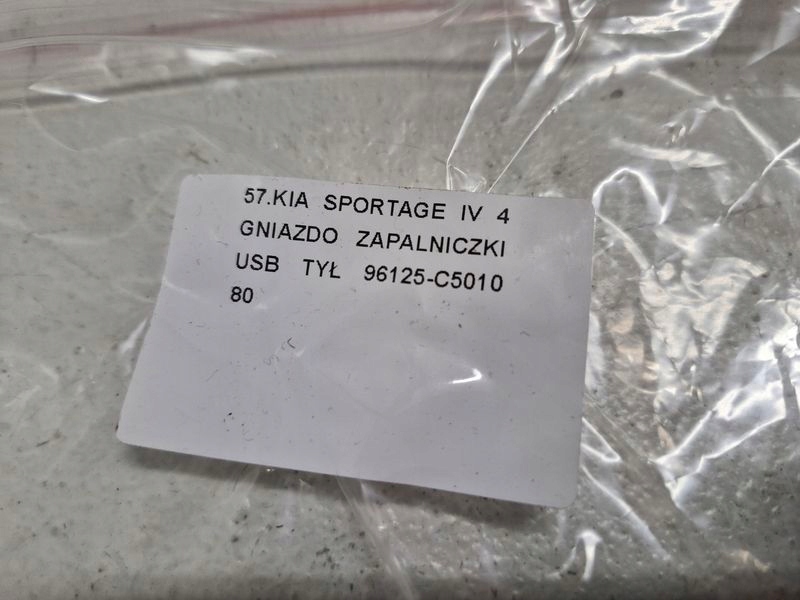 57.KIA SPORTAGE IV 4
GNIAZDO ZAPALNICZKI
USB TYŁ 96125-C5010
80